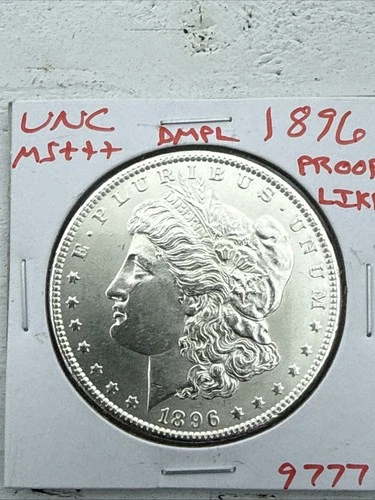 UNC
MS+++
DMPL
1896
PROOF
LIKE
E·PLURIBUS·UNUM
LIBERTY
1896
9777